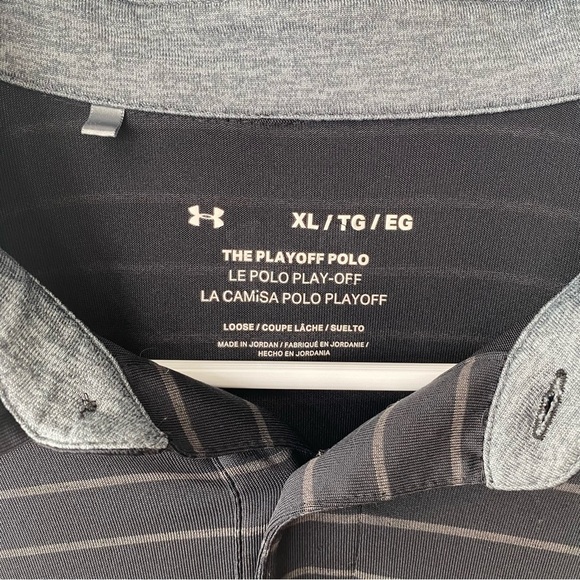 XL / TG / EG
THE PLAYOFF POLO
LE POLO PLAY-OFF
LA CAMiSA POLO PLAYOFF
LOOSE / COUPE LÂCHE / SUELTO
MADE IN JORDAN / FABRIQUÉ EN JORDANIE /
HECHO EN JORDANIA